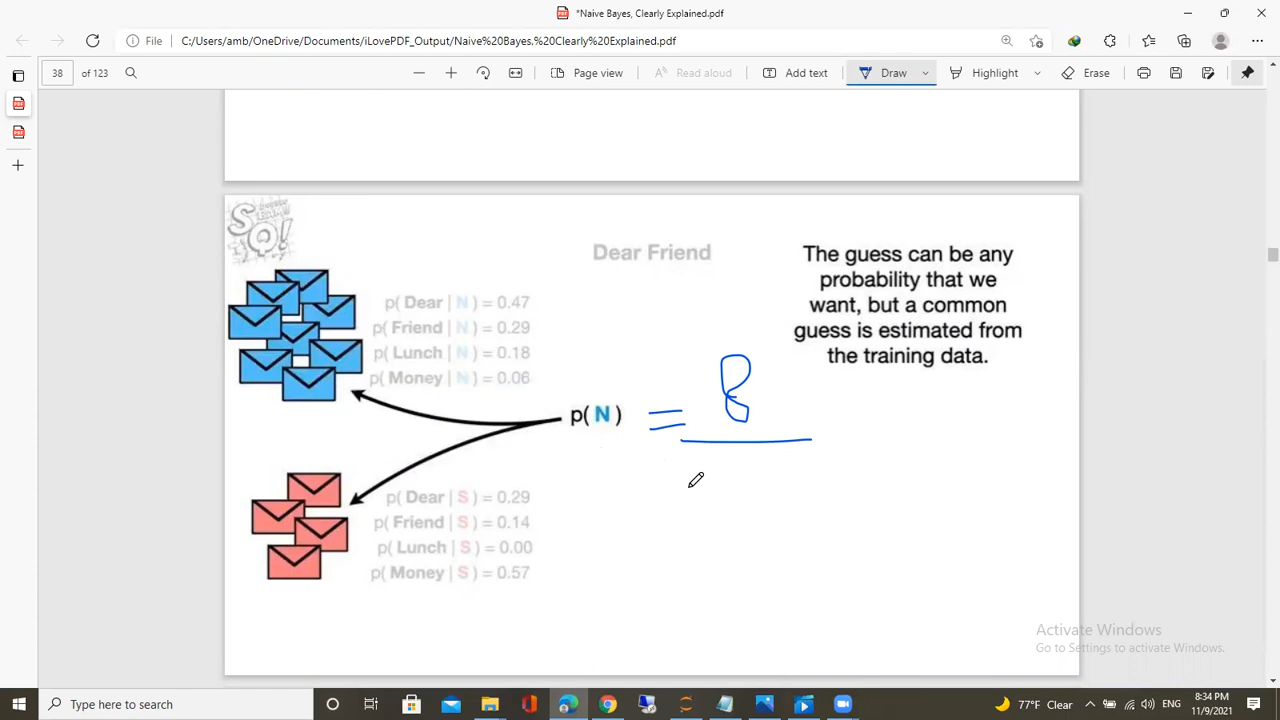 *Naive Bayes, Clearly Explained.pdf
File C:/Users/amb/OneDrive/Documents/iLovePDF_Output/Naive%20Bayes,%20Clearly%20Explained.pdf
38 of 123 Page view Read aloud Add text Draw Highlight Erase
SQ!
Dear Friend
The guess can be any
probability that we
want, but a common
guess is estimated from
the training data.
p( Dear | N ) = 0.47
p( Friend | N ) = 0.29
p( Lunch | N ) = 0.18
p( Money | N ) = 0.06
p( N ) = 8
p( Dear | S ) = 0.29
p( Friend | S ) = 0.14
p( Lunch | S ) = 0.00
p( Money | S ) = 0.57
Activate Windows
Go to Settings to activate Windows.
Type here to search
77°F Clear
ENG
8:34 PM
11/9/2021